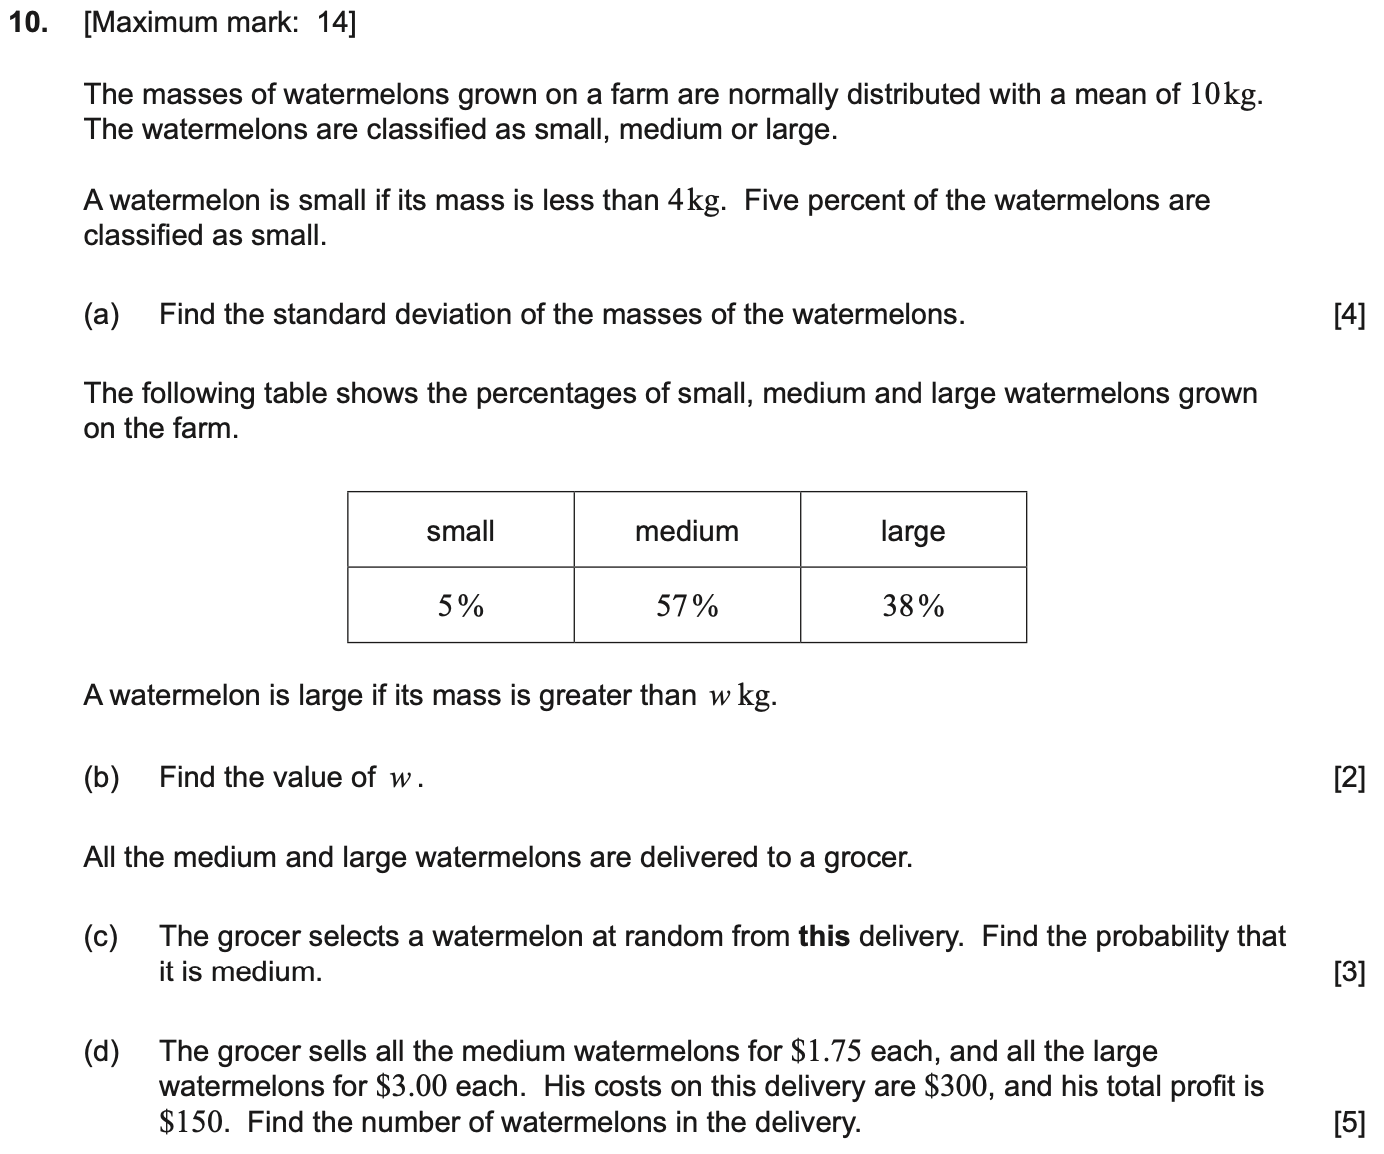 10. [Maximum mark: 14]
The masses of watermelons grown on a farm are normally distributed with a mean of 10 kg.
The watermelons are classified as small, medium or large.
A watermelon is small if its mass is less than 4 kg. Five percent of the watermelons are
classified as small.
(a) Find the standard deviation of the masses of the watermelons. [4]
The following table shows the percentages of small, medium and large watermelons grown
on the farm.
small medium large
5% 57% 38%
A watermelon is large if its mass is greater than w kg.
(b) Find the value of w. [2]
All the medium and large watermelons are delivered to a grocer.
(c) The grocer selects a watermelon at random from this delivery. Find the probability that
it is medium. [3]
(d) The grocer sells all the medium watermelons for $1.75 each, and all the large
watermelons for $3.00 each. His costs on this delivery are $300, and his total profit is
$150. Find the number of watermelons in the delivery. [5]